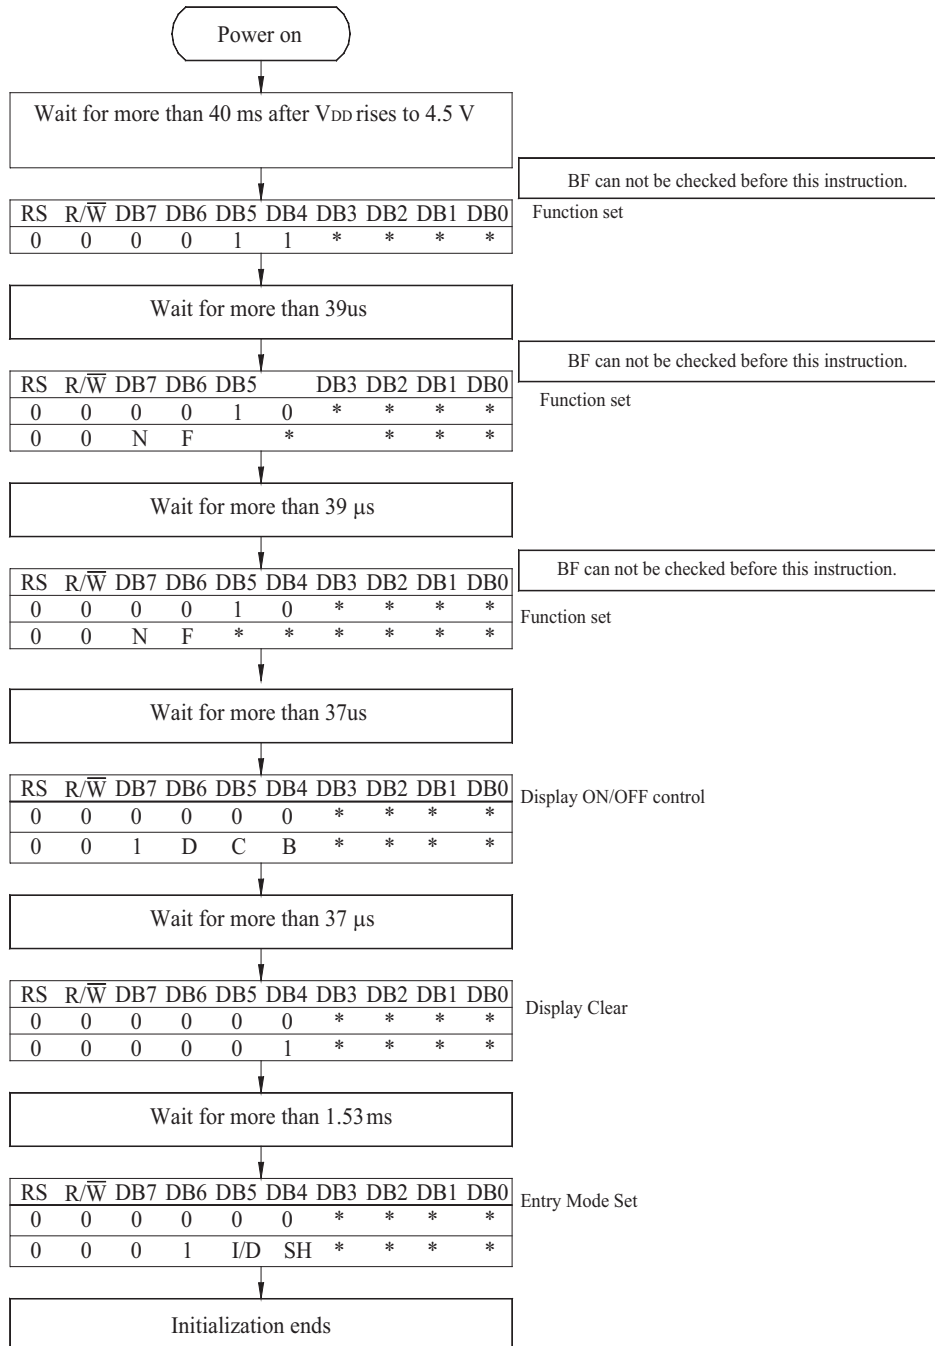 Power on
Wait for more than 40 ms after VDD rises to 4.5 V
BF can not be checked before this instruction.
RS R/W̅ DB7 DB6 DB5 DB4 DB3 DB2 DB1 DB0
Function set
0 0 0 0 1 1 * * * *
Wait for more than 39us
BF can not be checked before this instruction.
RS R/W̅ DB7 DB6 DB5 DB3 DB2 DB1 DB0
Function set
0 0 0 0 1 0 * * * *
0 0 N F * * * *
Wait for more than 39 µs
BF can not be checked before this instruction.
RS R/W̅ DB7 DB6 DB5 DB4 DB3 DB2 DB1 DB0
0 0 0 0 1 0 * * * *
Function set
0 0 N F * * * * * *
Wait for more than 37us
RS R/W̅ DB7 DB6 DB5 DB4 DB3 DB2 DB1 DB0
Display ON/OFF control
0 0 0 0 0 0 * * * *
0 0 1 D C B * * * *
Wait for more than 37 µs
RS R/W̅ DB7 DB6 DB5 DB4 DB3 DB2 DB1 DB0
Display Clear
0 0 0 0 0 0 * * * *
0 0 0 0 0 1 * * * *
Wait for more than 1.53ms
RS R/W̅ DB7 DB6 DB5 DB4 DB3 DB2 DB1 DB0
Entry Mode Set
0 0 0 0 0 0 * * * *
0 0 0 1 I/D SH * * * *
Initialization ends